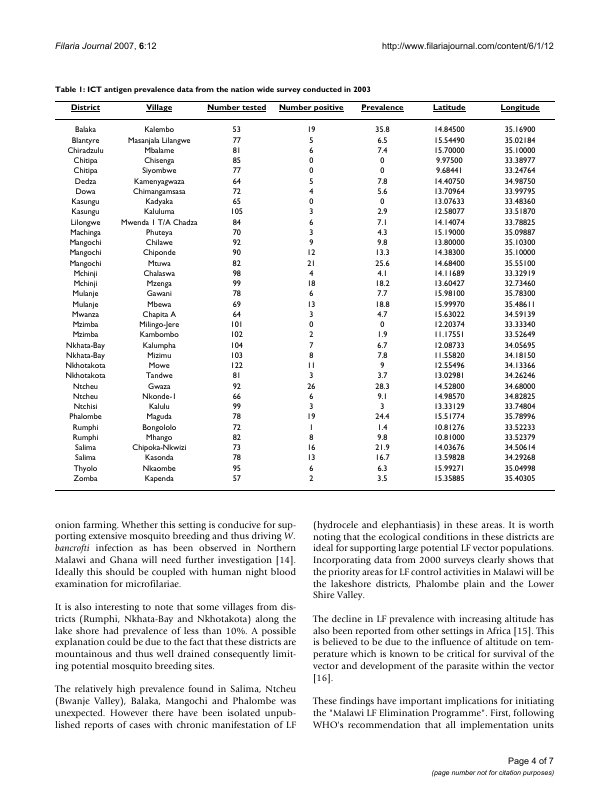 Filaria Journal 2007, 6:12 http://www.filariajournal.com/content/6/1/12
Table 1: ICT antigen prevalence data from the nation wide survey conducted in 2003
District Village Number tested Number positive Prevalence Latitude Longitude
Balaka Kalembo 53 19 35.8 14.84500 35.16900
Blantyre Masanjala Lilangwe 77 5 6.5 15.54490 35.02184
Chiradzulu Mbalame 81 6 7.4 15.70000 35.10000
Chitipa Chisenga 85 0 0 9.97500 33.38977
Chitipa Siyombwe 77 0 0 9.68441 33.24764
Dedza Kamenyagwaza 64 5 7.8 14.40750 34.98750
Dowa Chimangamsasa 72 4 5.6 13.70964 33.99795
Kasungu Kadyaka 65 0 0 13.07633 33.48360
Kasungu Kaluluma 105 3 2.9 12.58077 33.51870
Lilongwe Mwenda 1 T/A Chadza 84 6 7.1 14.14074 33.78825
Machinga Phuteya 70 3 4.3 15.19000 35.09887
Mangochi Chilawe 92 9 9.8 13.80000 35.10300
Mangochi Chiponde 90 12 13.3 14.38300 35.10000
Mangochi Mtuwa 82 21 25.6 14.68400 35.55100
Mchinji Chalaswa 98 4 4.1 14.11689 33.32919
Mchinji Mzenga 99 18 18.2 13.60427 32.73460
Mulanje Gawani 78 6 7.7 15.98100 35.78300
Mulanje Mbewa 69 13 18.8 15.99970 35.48611
Mwanza Chapita A 64 3 4.7 15.63022 34.59139
Mzimba Milingo-Jere 101 0 0 12.20374 33.33340
Mzimba Kambombo 102 2 1.9 11.17551 33.52649
Nkhata-Bay Kalumpha 104 7 6.7 12.08733 34.05695
Nkhata-Bay Mizimu 103 8 7.8 11.55820 34.18150
Nkhotakota Mowe 122 11 9 12.55496 34.13366
Nkhotakota Tandwe 81 3 3.7 13.02981 34.26246
Ntcheu Gwaza 92 26 28.3 14.52800 34.68000
Ntcheu Nkonde-1 66 6 9.1 14.98570 34.82825
Ntchisi Kalulu 99 3 3 13.33129 33.74804
Phalombe Maguda 78 19 24.4 15.51774 35.78996
Rumphi Bongololo 72 1 1.4 10.81276 33.52233
Rumphi Mhango 82 8 9.8 10.81000 33.52379
Salima Chipoka-Nkwizi 73 16 21.9 14.03676 34.50614
Salima Kasonda 78 13 16.7 13.59828 34.29268
Thyolo Nkaombe 95 6 6.3 15.99271 35.04998
Zomba Kapenda 57 2 3.5 15.35885 35.40305
onion farming. Whether this setting is conducive for sup-
porting extensive mosquito breeding and thus driving W.
bancrofti infection as has been observed in Northern
Malawi and Ghana will need further investigation [14].
Ideally this should be coupled with human night blood
examination for microfilariae.
It is also interesting to note that some villages from dis-
tricts (Rumphi, Nkhata-Bay and Nkhotakota) along the
lake shore had prevalence of less than 10%. A possible
explanation could be due to the fact that these districts are
mountainous and thus well drained consequently limit-
ing potential mosquito breeding sites.
The relatively high prevalence found in Salima, Ntcheu
(Bwanje Valley), Balaka, Mangochi and Phalombe was
unexpected. However there have been isolated unpub-
lished reports of cases with chronic manifestation of LF
(hydrocele and elephantiasis) in these areas. It is worth
noting that the ecological conditions in these districts are
ideal for supporting large potential LF vector populations.
Incorporating data from 2000 surveys clearly shows that
the priority areas for LF control activities in Malawi will be
the lakeshore districts, Phalombe plain and the Lower
Shire Valley.
The decline in LF prevalence with increasing altitude has
also been reported from other settings in Africa [15]. This
is believed to be due to the influence of altitude on tem-
perature which is known to be critical for survival of the
vector and development of the parasite within the vector
[16].
These findings have important implications for initiating
the "Malawi LF Elimination Programme". First, following
WHO's recommendation that all implementation units
Page 4 of 7
(page number not for citation purposes)